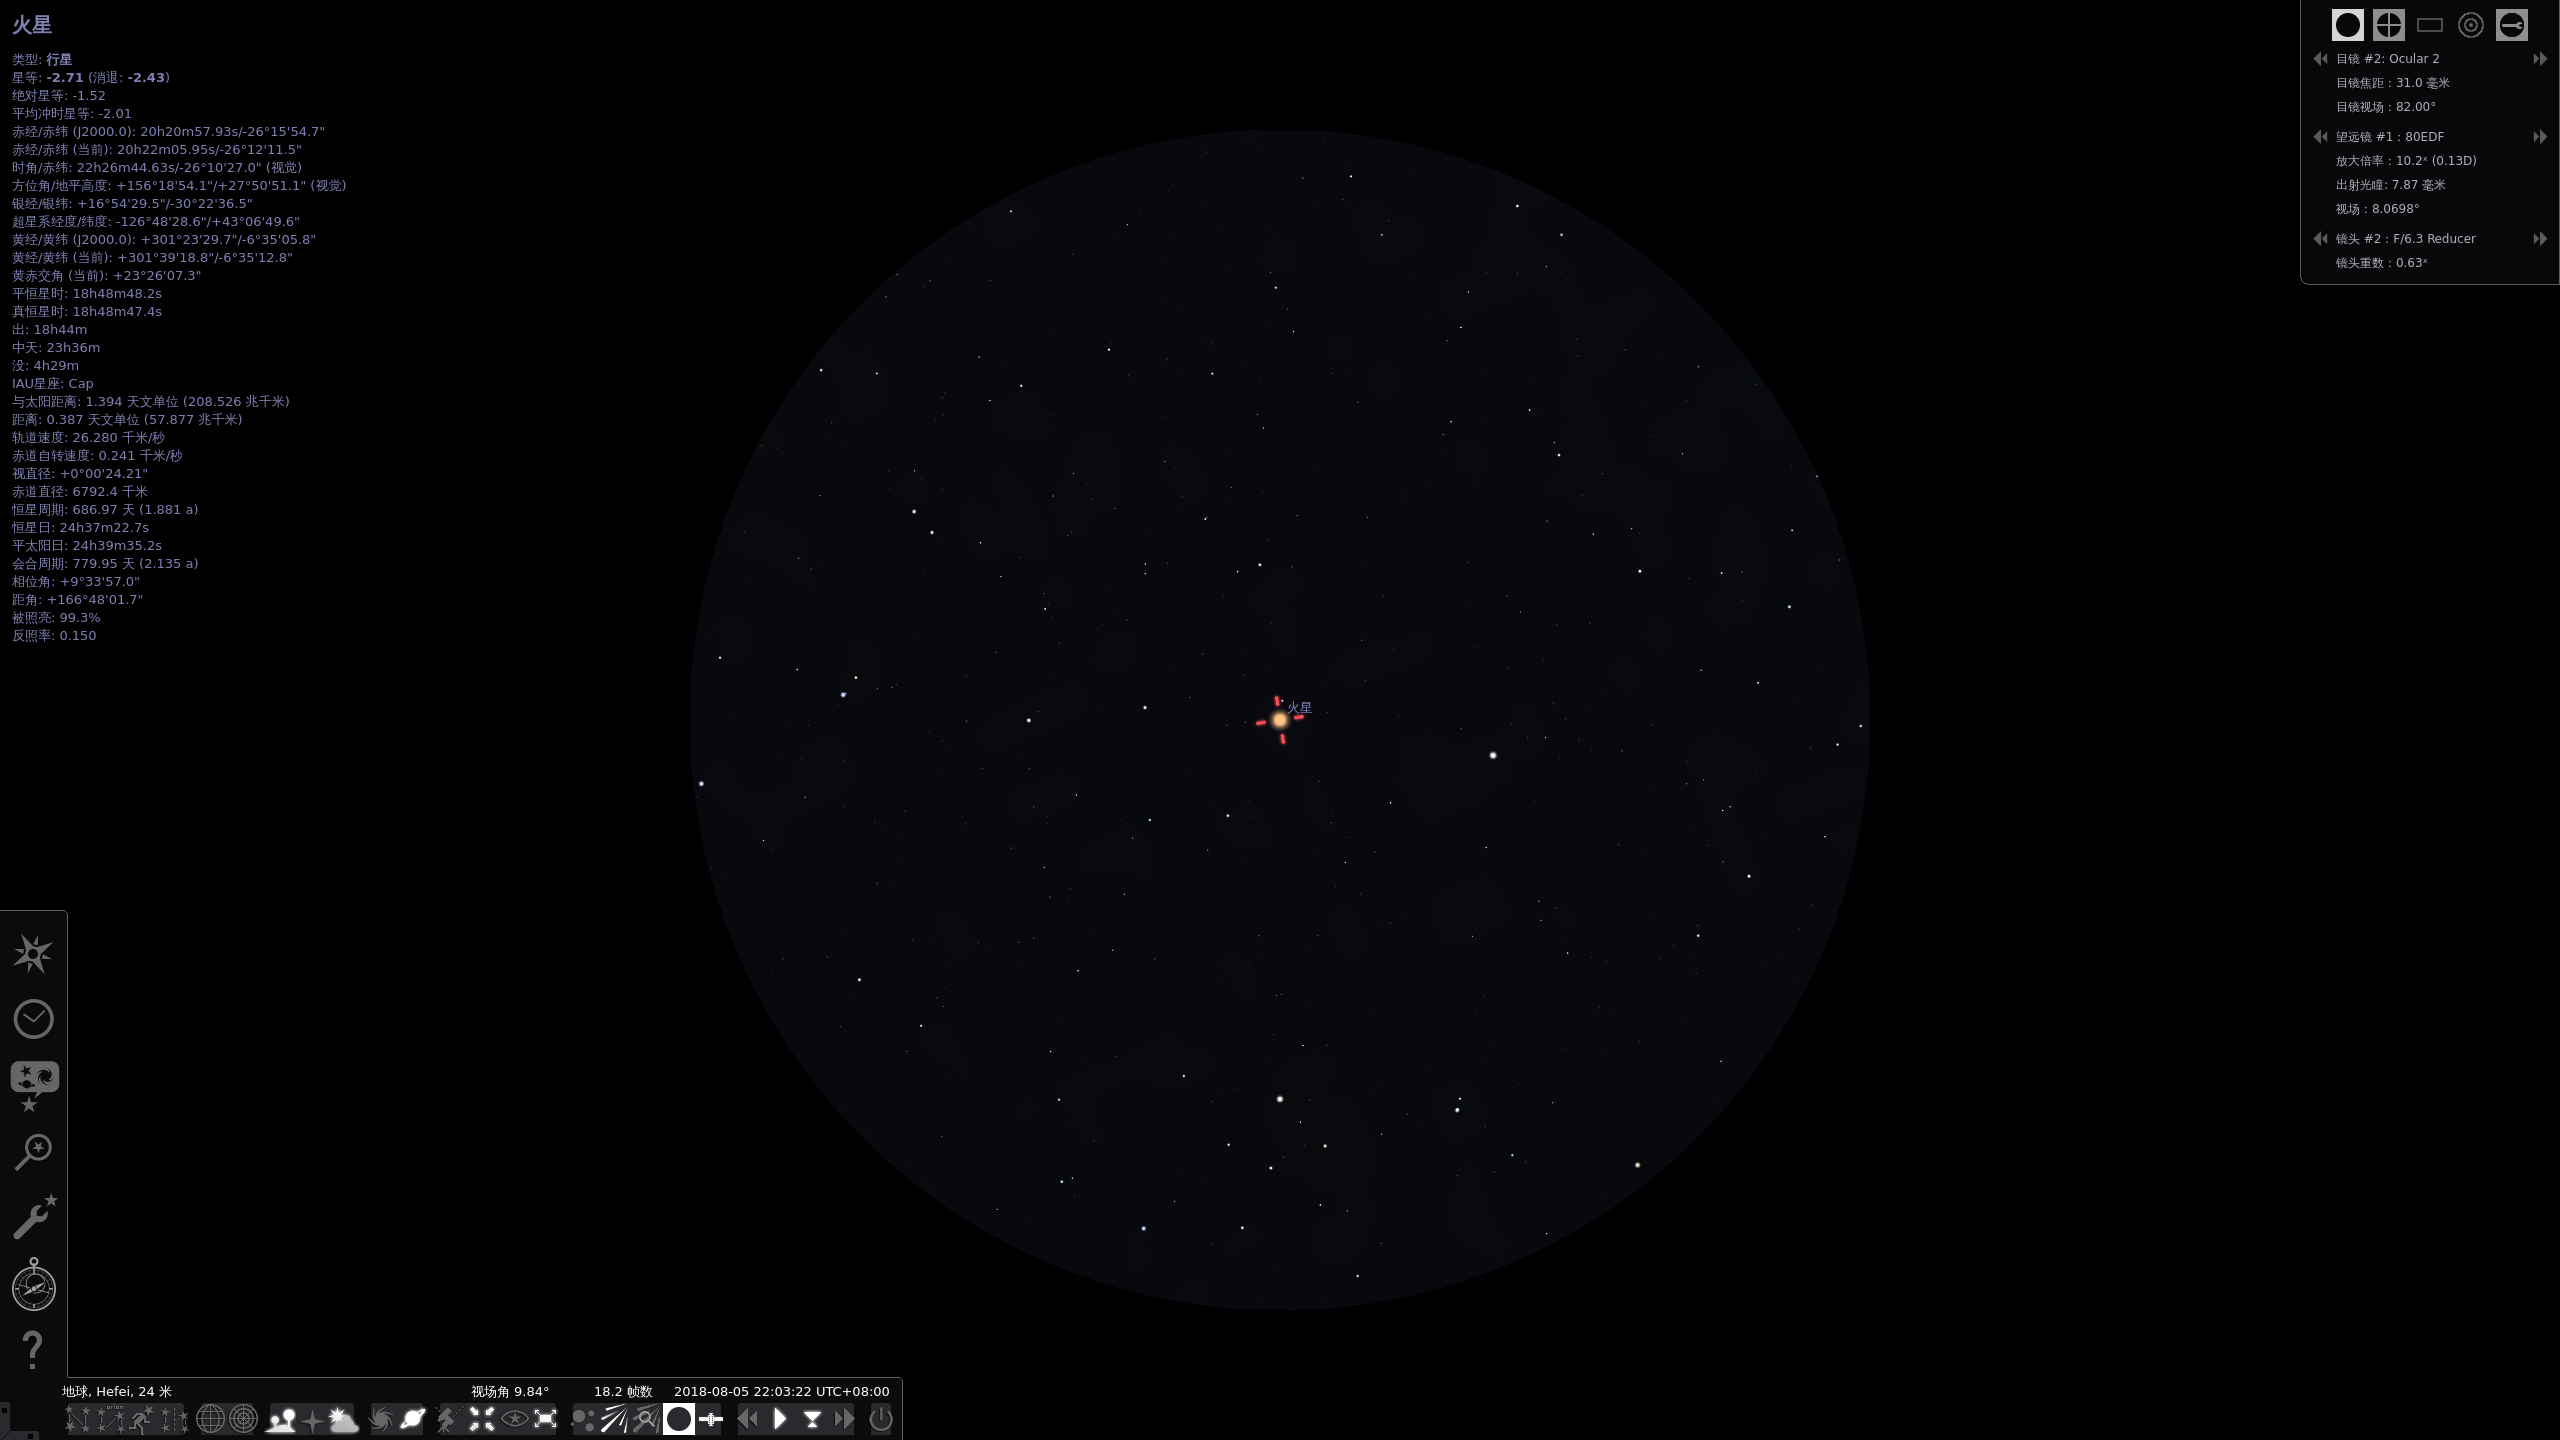 火星
类型: 行星
星等: -2.71 (消退: -2.43)
绝对星等: -1.52
平均冲时星等: -2.01
赤经/赤纬 (J2000.0): 20h20m57.93s/-26°15'54.7"
赤经/赤纬 (当前): 20h22m05.95s/-26°12'11.5"
时角/赤纬: 22h26m44.63s/-26°10'27.0" (视觉)
方位角/地平高度: +156°18'54.1"/+27°50'51.1" (视觉)
银经/银纬: +16°54'29.5"/-30°22'36.5"
超星系经度/纬度: -126°48'28.6"/+43°06'49.6"
黄经/黄纬 (J2000.0): +301°23'29.7"/-6°35'05.8"
黄经/黄纬 (当前): +301°39'18.8"/-6°35'12.8"
黄赤交角 (当前): +23°26'07.3"
平恒星时: 18h48m48.2s
真恒星时: 18h48m47.4s
出: 18h44m
中天: 23h36m
没: 4h29m
IAU星座: Cap
与太阳距离: 1.394 天文单位 (208.526 兆千米)
距离: 0.387 天文单位 (57.877 兆千米)
轨道速度: 26.280 千米/秒
赤道自转速度: 0.241 千米/秒
视直径: +0°00'24.21"
赤道直径: 6792.4 千米
恒星周期: 686.97 天 (1.881 a)
恒星日: 24h37m22.7s
平太阳日: 24h39m35.2s
会合周期: 779.95 天 (2.135 a)
相位角: +9°33'57.0"
距角: +166°48'01.7"
被照亮: 99.3%
反照率: 0.150
目镜 #2: Ocular 2
目镜焦距：31.0 毫米
目镜视场：82.00°
望远镜 #1：80EDF
放大倍率：10.2ˣ (0.13D)
出射光瞳: 7.87 毫米
视场：8.0698°
镜头 #2：F/6.3 Reducer
镜头重数：0.63ˣ
火星
地球, Hefei, 24 米 视场角 9.84° 18.2 帧数 2018-08-05 22:03:22 UTC+08:00